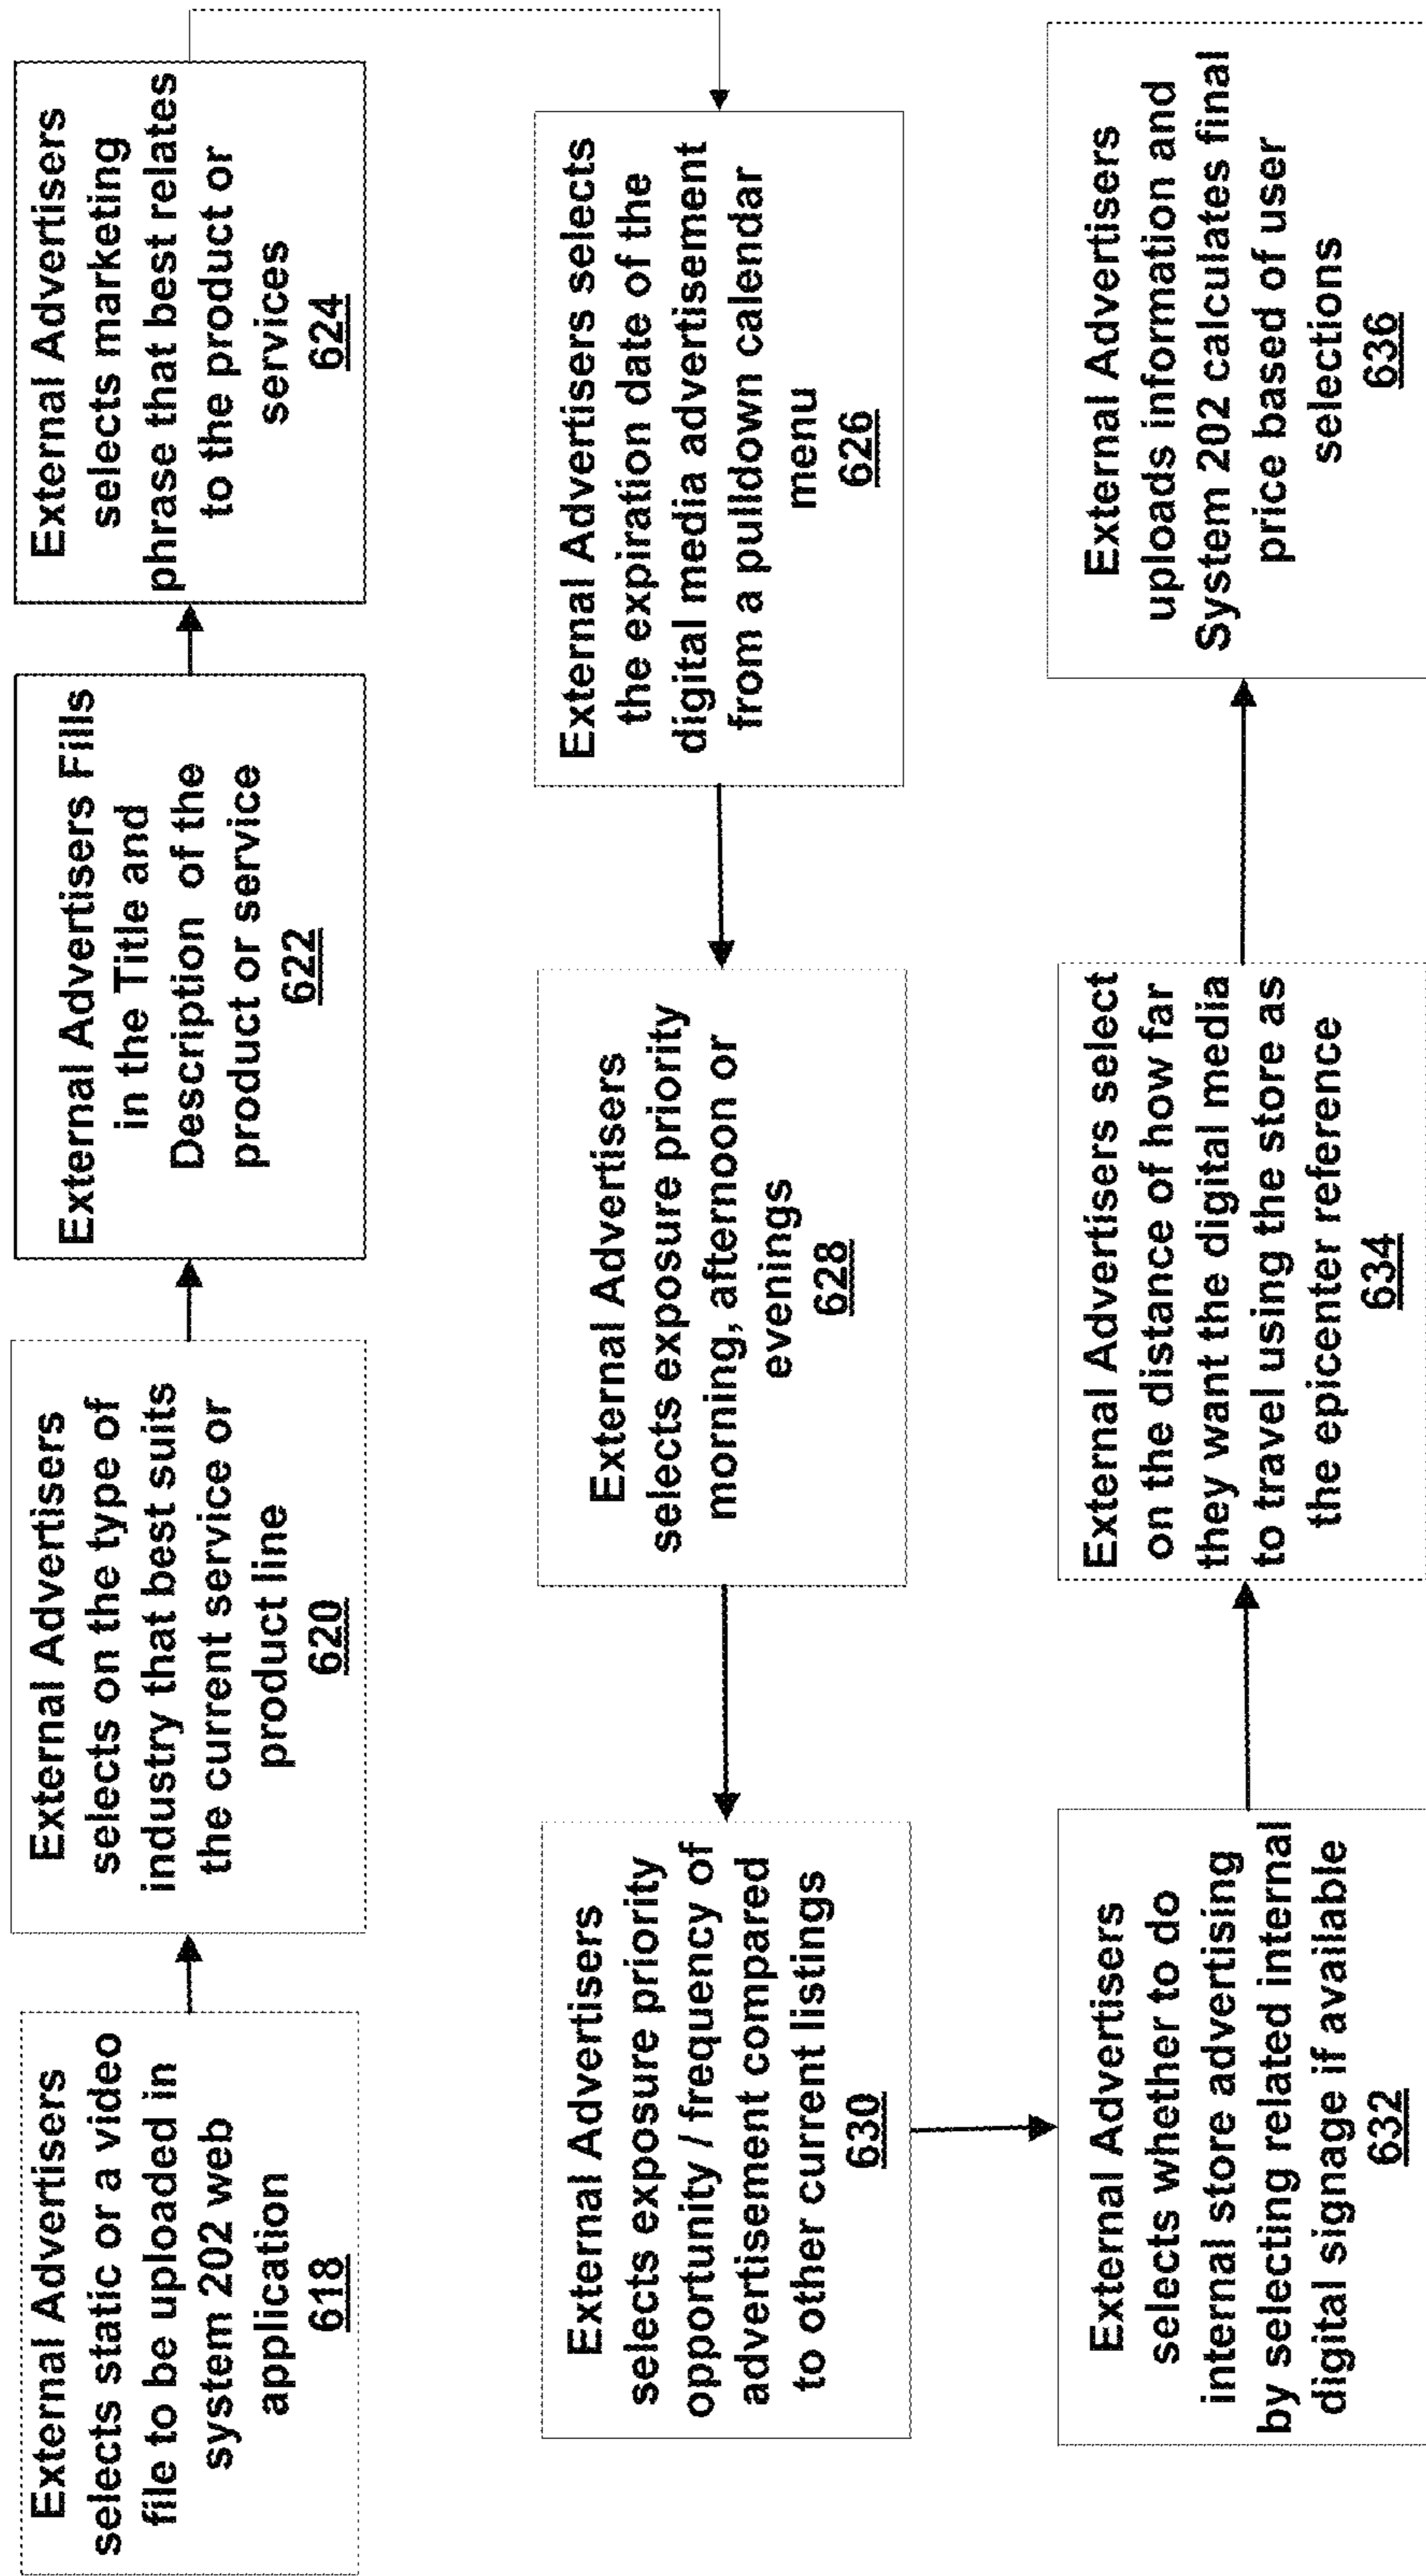 External Advertisers
selects static or a video
file to be uploaded in
system 202 web
application
618
External Advertisers
selects on the type of
industry that best suits
the current service or
product line
620
External Advertisers Fills
in the Title and
Description of the
product or service
622
External Advertisers
selects marketing
phrase that best relates
to the product or
services
624
External Advertisers selects
the expiration date of the
digital media advertisement
from a pulldown calendar
menu
626
External Advertisers
selects exposure priority
morning, afternoon or
evenings
628
External Advertisers
selects exposure priority
opportunity / frequency of
advertisement compared
to other current listings
630
External Advertisers
selects whether to do
internal store advertising
by selecting related internal
digital signage if available
632
External Advertisers select
on the distance of how far
they want the digital media
to travel using the store as
the epicenter reference
634
External Advertisers
uploads information and
System 202 calculates final
price based of user
selections
636